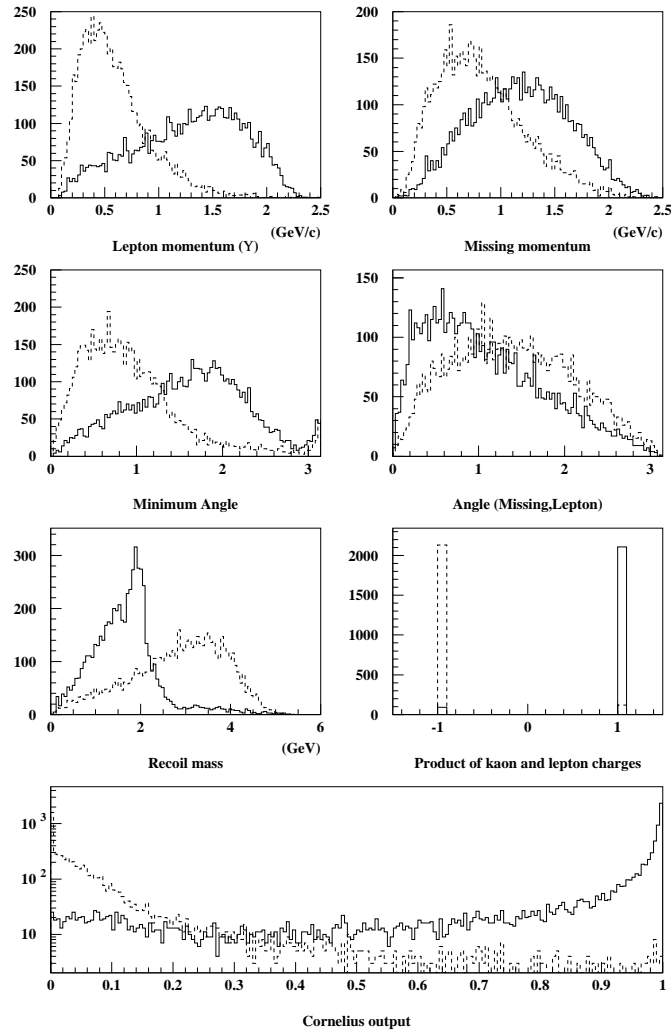 250
200
150
100
50
0
0 0.5 1 1.5 2 2.5
(GeV/c)
Lepton momentum (Υ)
200
150
100
50
0
0 0.5 1 1.5 2 2.5
(GeV/c)
Missing momentum
250
200
150
100
50
0
0 1 2 3
Minimum Angle
150
100
50
0
0 1 2 3
Angle (Missing,Lepton)
300
200
100
0
0 2 4 6
(GeV)
Recoil mass
2000
1500
1000
500
0
-1 0 1
Product of kaon and lepton charges
10 3
10 2
10
0 0.1 0.2 0.3 0.4 0.5 0.6 0.7 0.8 0.9 1
Cornelius output